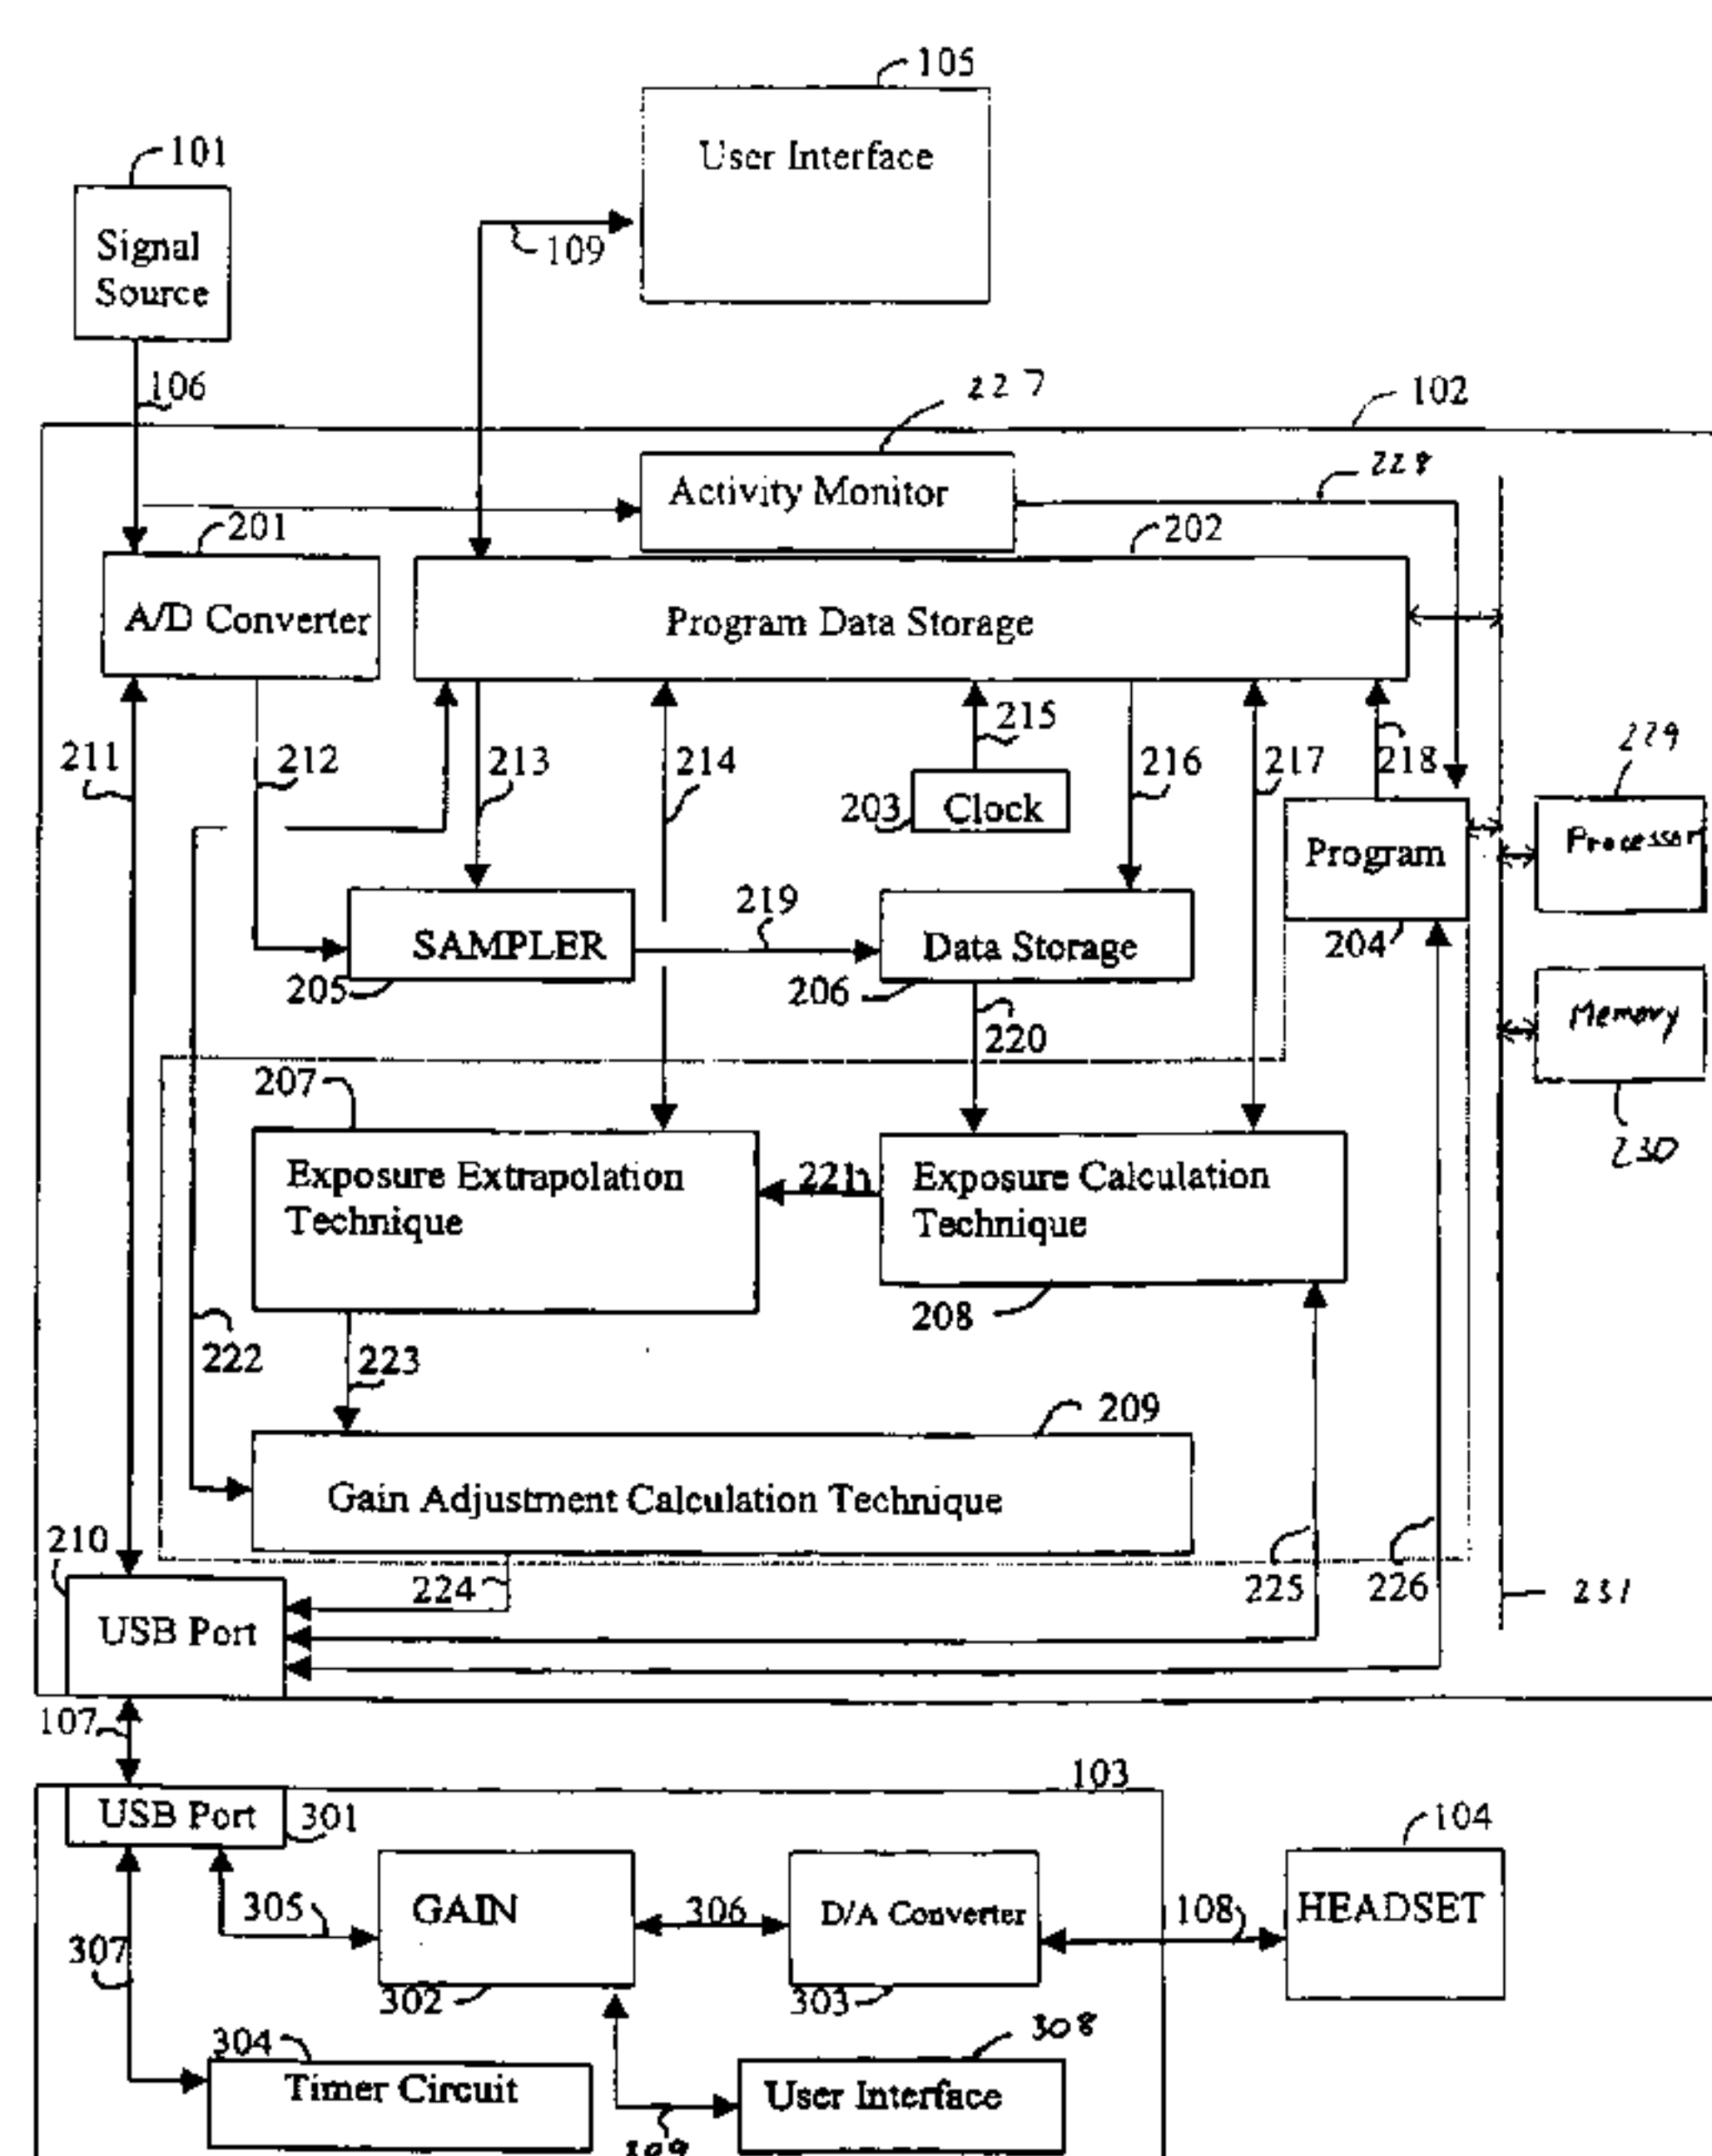 105
User Interface
101
Signal
Source
109
106
227
102
228
Activity Monitor
201
202
A/D Converter
Program Data Storage
211
212
213
214
215
216
217
218
229
203
Clock
Program
Processor
219
SAMPLER
Data Storage
204
205
206
Memory
220
207
230
Exposure Extrapolation
Technique
221
Exposure Calculation
Technique
208
222
223
209
Gain Adjustment Calculation Technique
210
224
225
226
231
USB Port
107
103
USB Port
301
104
GAIN
305
306
D/A Converter
108
HEADSET
307
302
303
304
308
Timer Circuit
User Interface
109